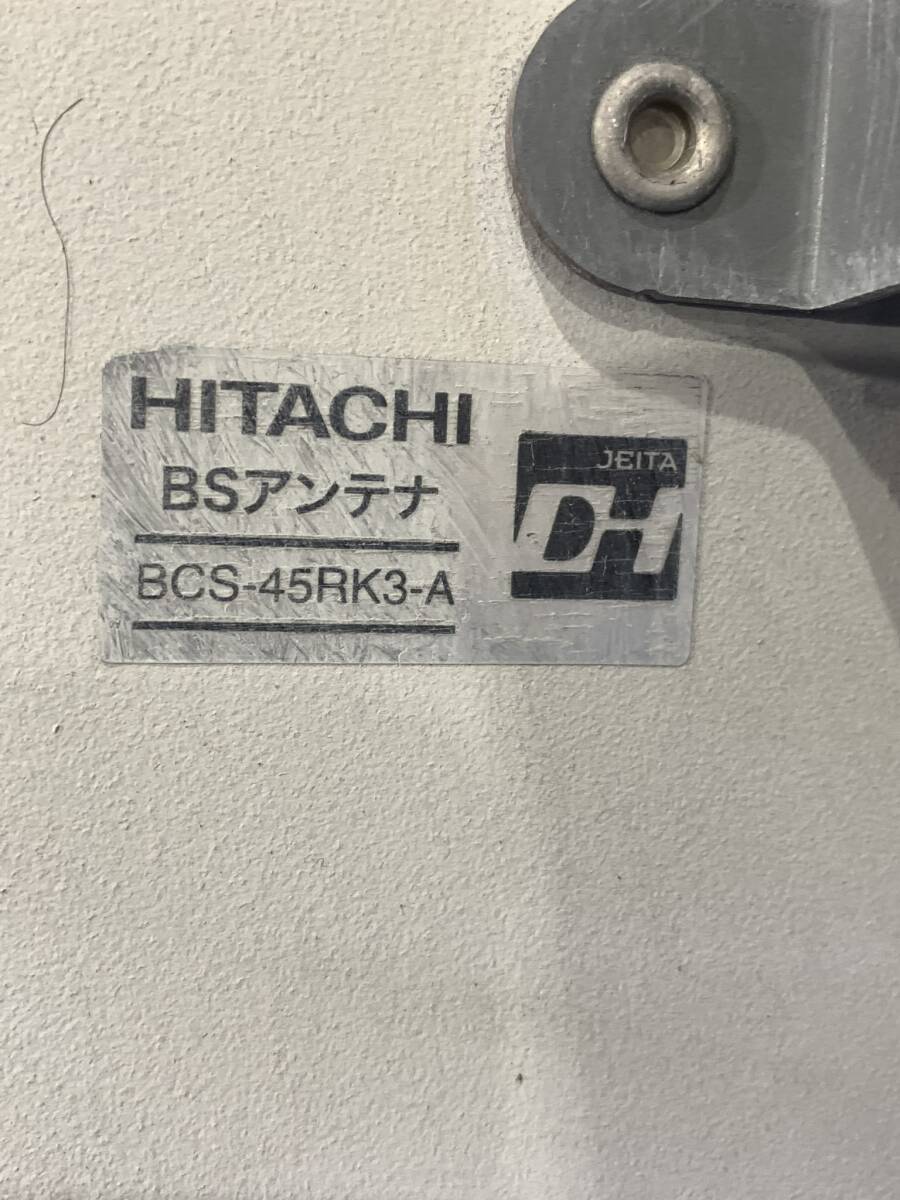 HITACHI
BSアンテナ
BCS-45RK3-A
JEITA
DH